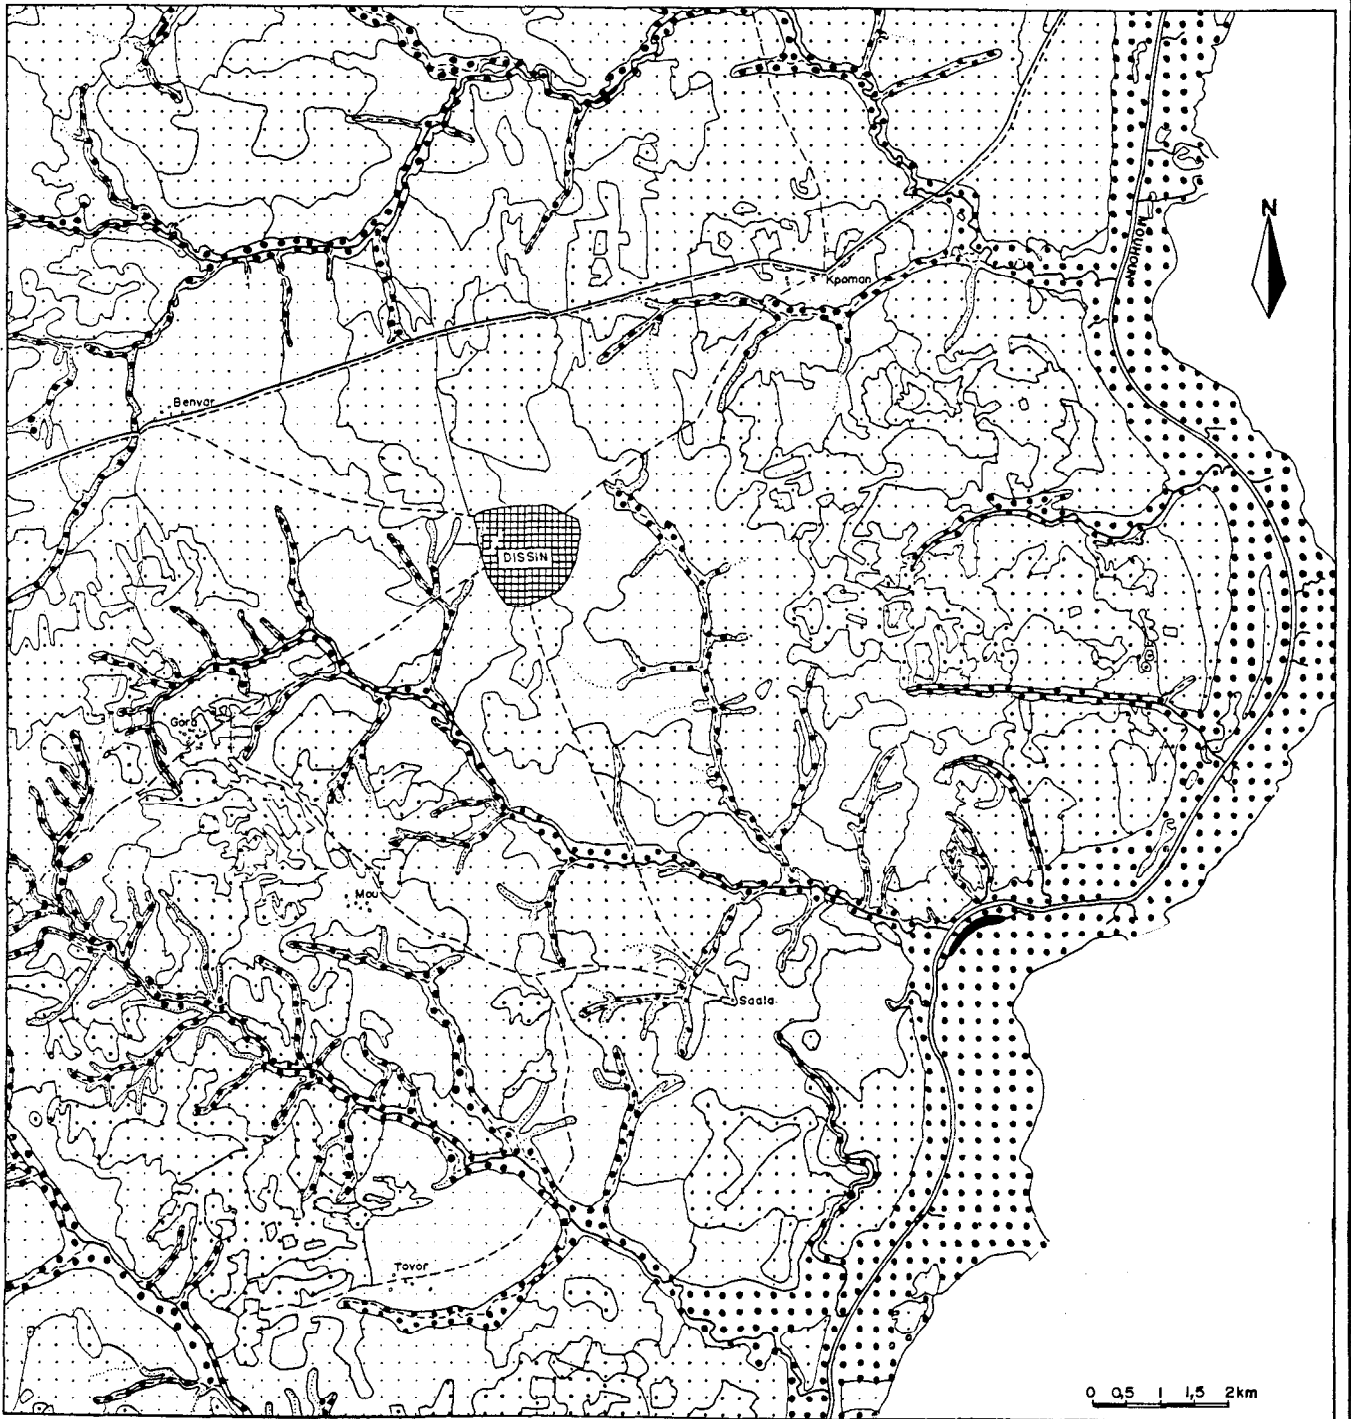 N
MOUHOUN
Kpoman
Benvar
DISSIN
Gora
Mou
Saala
Tovor
0 0,5 1 1,5 2km